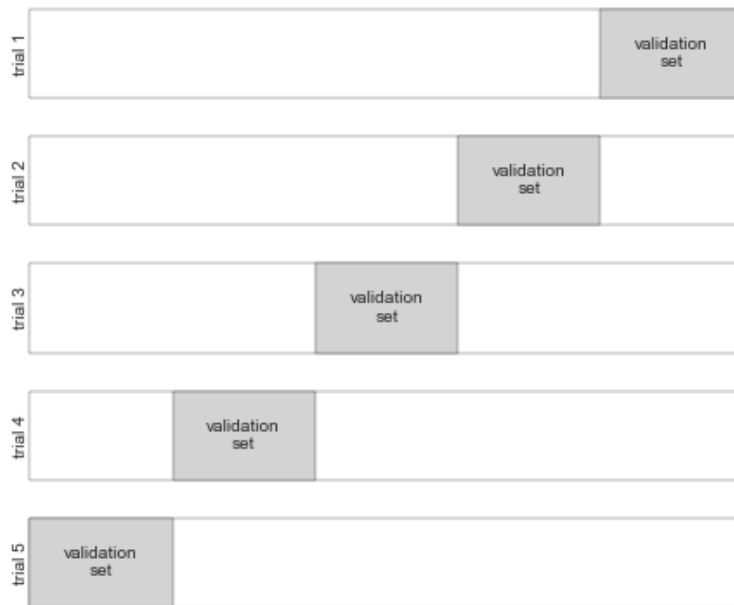 trial 1
validation
set
trial 2
validation
set
trial 3
validation
set
trial 4
validation
set
trial 5
validation
set